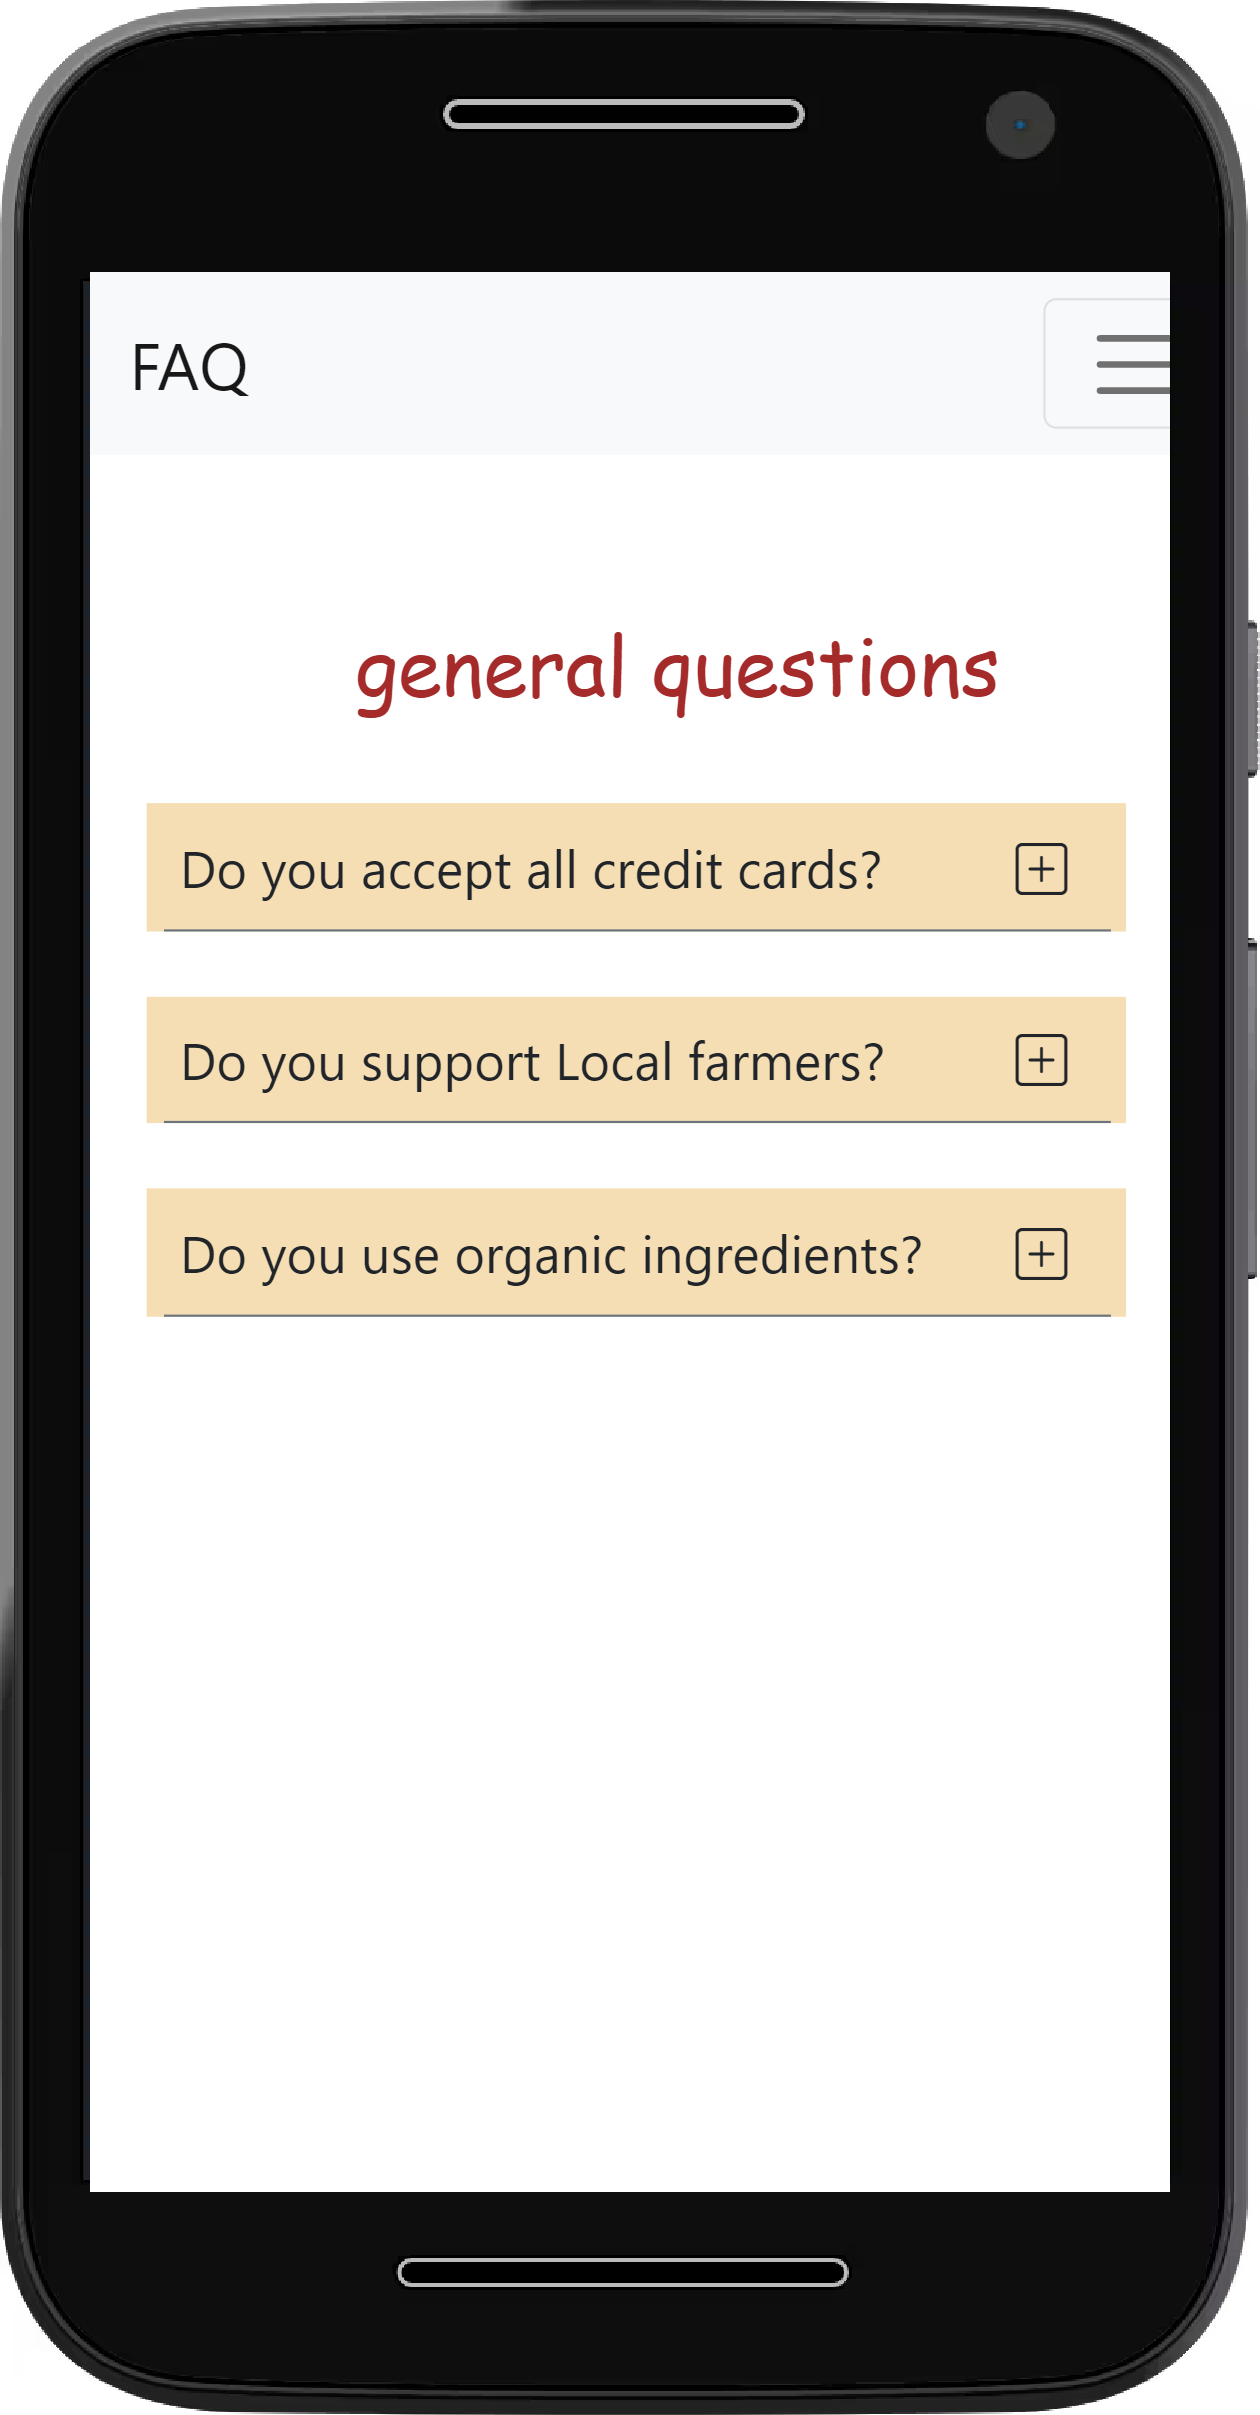 FAQ
general questions
Do you accept all credit cards?
Do you support Local farmers?
Do you use organic ingredients?